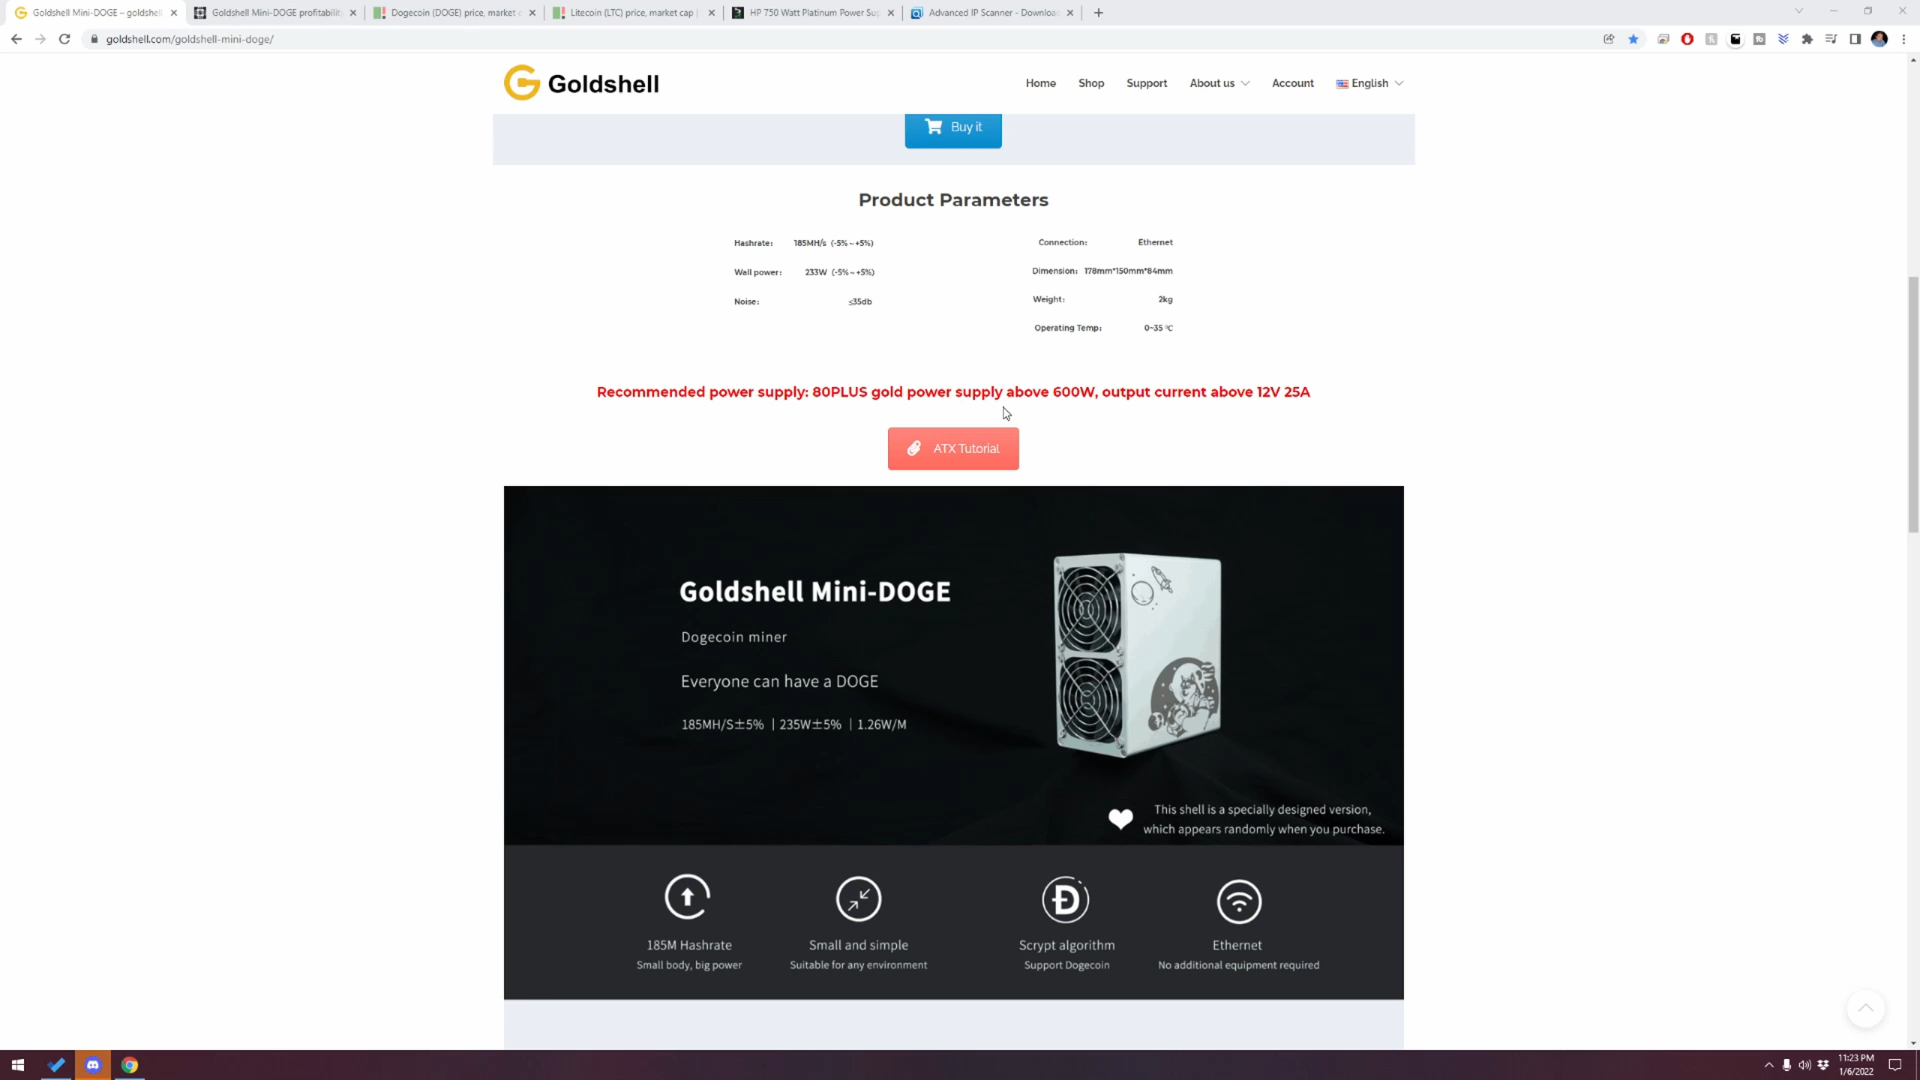 Goldshell Mini-DOGE – goldshell
Goldshell Mini-DOGE profitability
Dogecoin (DOGE) price, market c
Litecoin (LTC) price, market cap
HP 750 Watt Platinum Power Sup
Advanced IP Scanner - Downloa
goldshell.com/goldshell-mini-doge/
Goldshell
Home
Shop
Support
About us
Account
English
Buy it
Product Parameters
Hashrate: 185MH/s (-5%~+5%)
Wall power: 233W (-5%~+5%)
Noise: ≤35db
Connection: Ethernet
Dimension: 178mm*150mm*84mm
Weight: 2kg
Operating Temp: 0~35 ℃
Recommended power supply: 80PLUS gold power supply above 600W, output current above 12V 25A
ATX Tutorial
Goldshell Mini-DOGE
Dogecoin miner
Everyone can have a DOGE
185MH/S±5% | 235W±5% | 1.26W/M
This shell is a specially designed version,
which appears randomly when you purchase.
185M Hashrate
Small body, big power
Small and simple
Suitable for any environment
Scrypt algorithm
Support Dogecoin
Ethernet
No additional equipment required
11:23 PM
1/6/2022